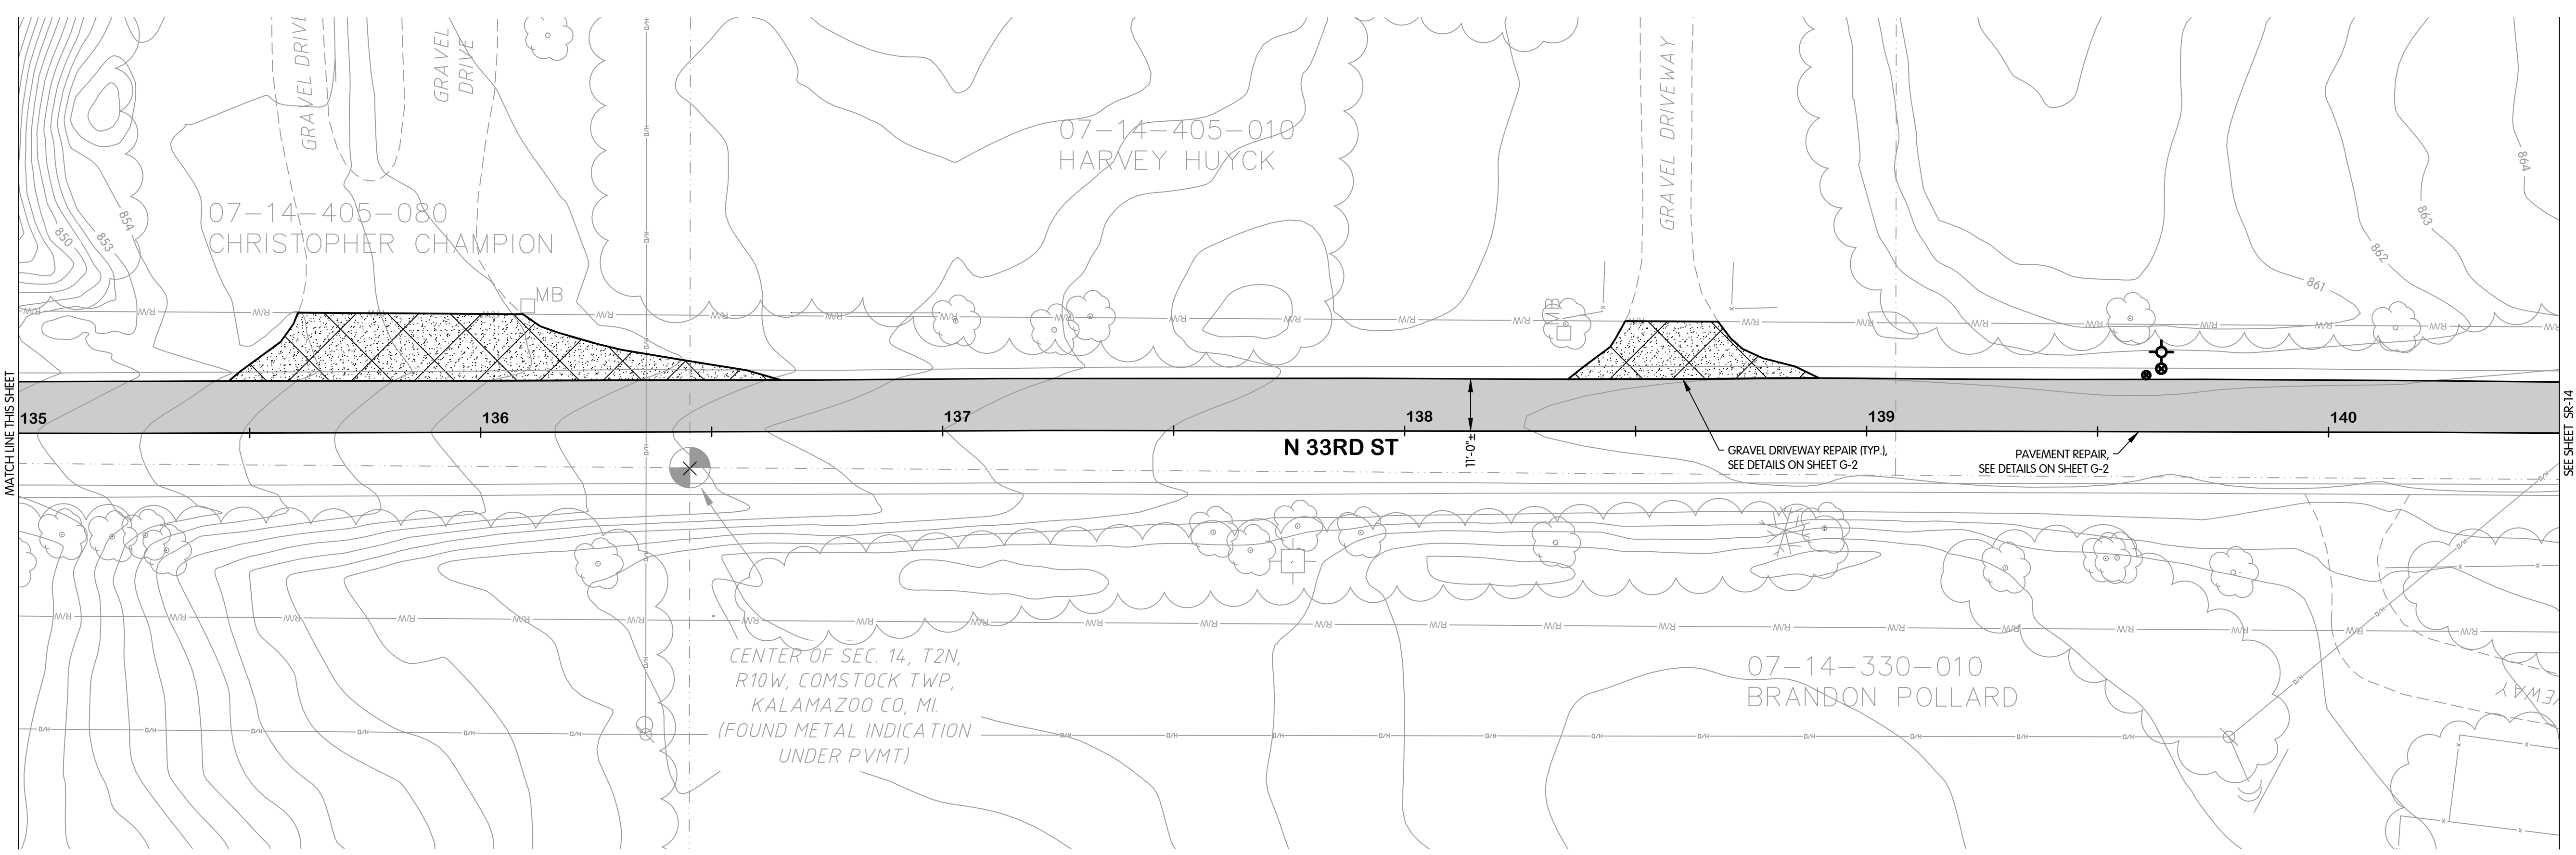 GRAVEL DRIVE
GRAVEL
DRIVE
GRAVEL DRIVEWAY
07-14-405-010
HARVEY HUYCK
07-14-405-080
CHRISTOPHER CHAMPION
854
853
850
864
863
862
861
MB
MB
R/W
D/H
MATCH LINE THIS SHEET
SEE SHEET SR-14
135
136
137
138
139
140
N 33RD ST
11'-0"±
GRAVEL DRIVEWAY REPAIR (TYP.),
SEE DETAILS ON SHEET G-2
PAVEMENT REPAIR,
SEE DETAILS ON SHEET G-2
CENTER OF SEC. 14, T2N,
R10W, COMSTOCK TWP,
KALAMAZOO CO, MI.
(FOUND METAL INDICATION
UNDER PVMT)
07-14-330-010
BRANDON POLLARD
EWAY